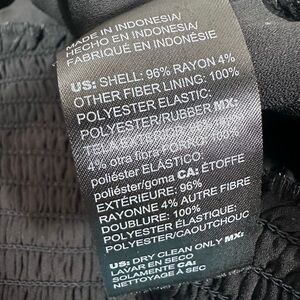 MADE IN INDONESIA/
HECHO EN INDONESIA/
FABRIQUÉ EN INDONÉSIE
US: SHELL: 96% RAYON 4%
OTHER FIBER LINING: 100%
POLYESTER ELASTIC:
POLYESTER/RUBBER MX:
TELA EXTERIOR: 96%
4% otra fibra FORRO: 100%
poliéster ELÁSTICO:
poliéster/goma CA: ÉTOFFE
EXTÉRIEURE: 96%
RAYONNE 4% AUTRE FIBRE
DOUBLURE: 100%
POLYESTER ÉLASTIQUE:
POLYESTER/CAOUTCHOUC
US: DRY CLEAN ONLY MX:
LAVAR EN SECO
SOLAMENTE CA:
NETTOYAGE À SEC